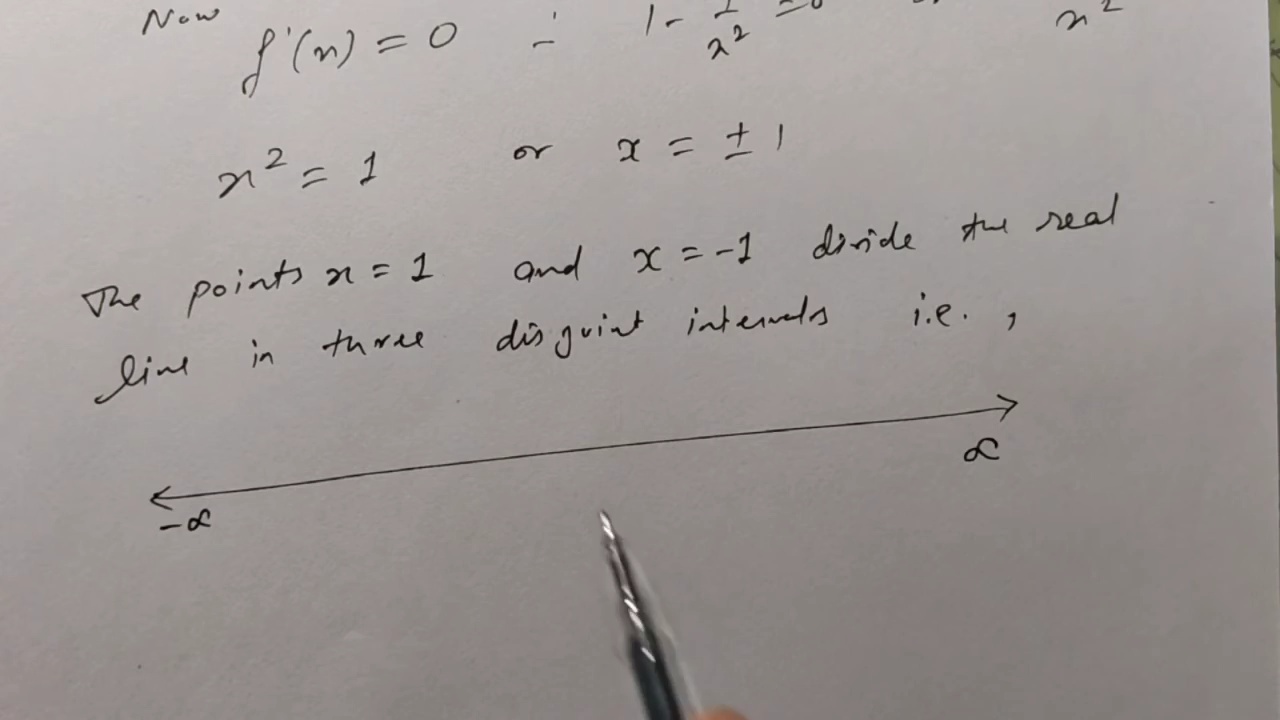 Now
f'(x) = 0 ∴ 1 - 1/x² = 0
x²
x² = 1 or x = ± 1
The points x = 1 and x = -1 divide the real
line in three disjoint intervals i.e. ,
-∞ ∞